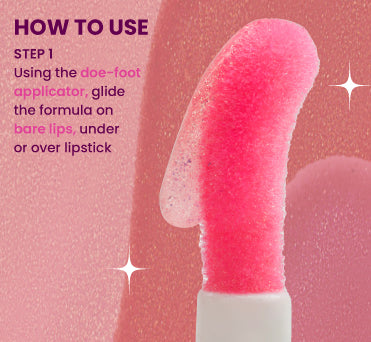 HOW TO USE
STEP 1
Using the doe-foot
applicator, glide
the formula on
bare lips, under
or over lipstick